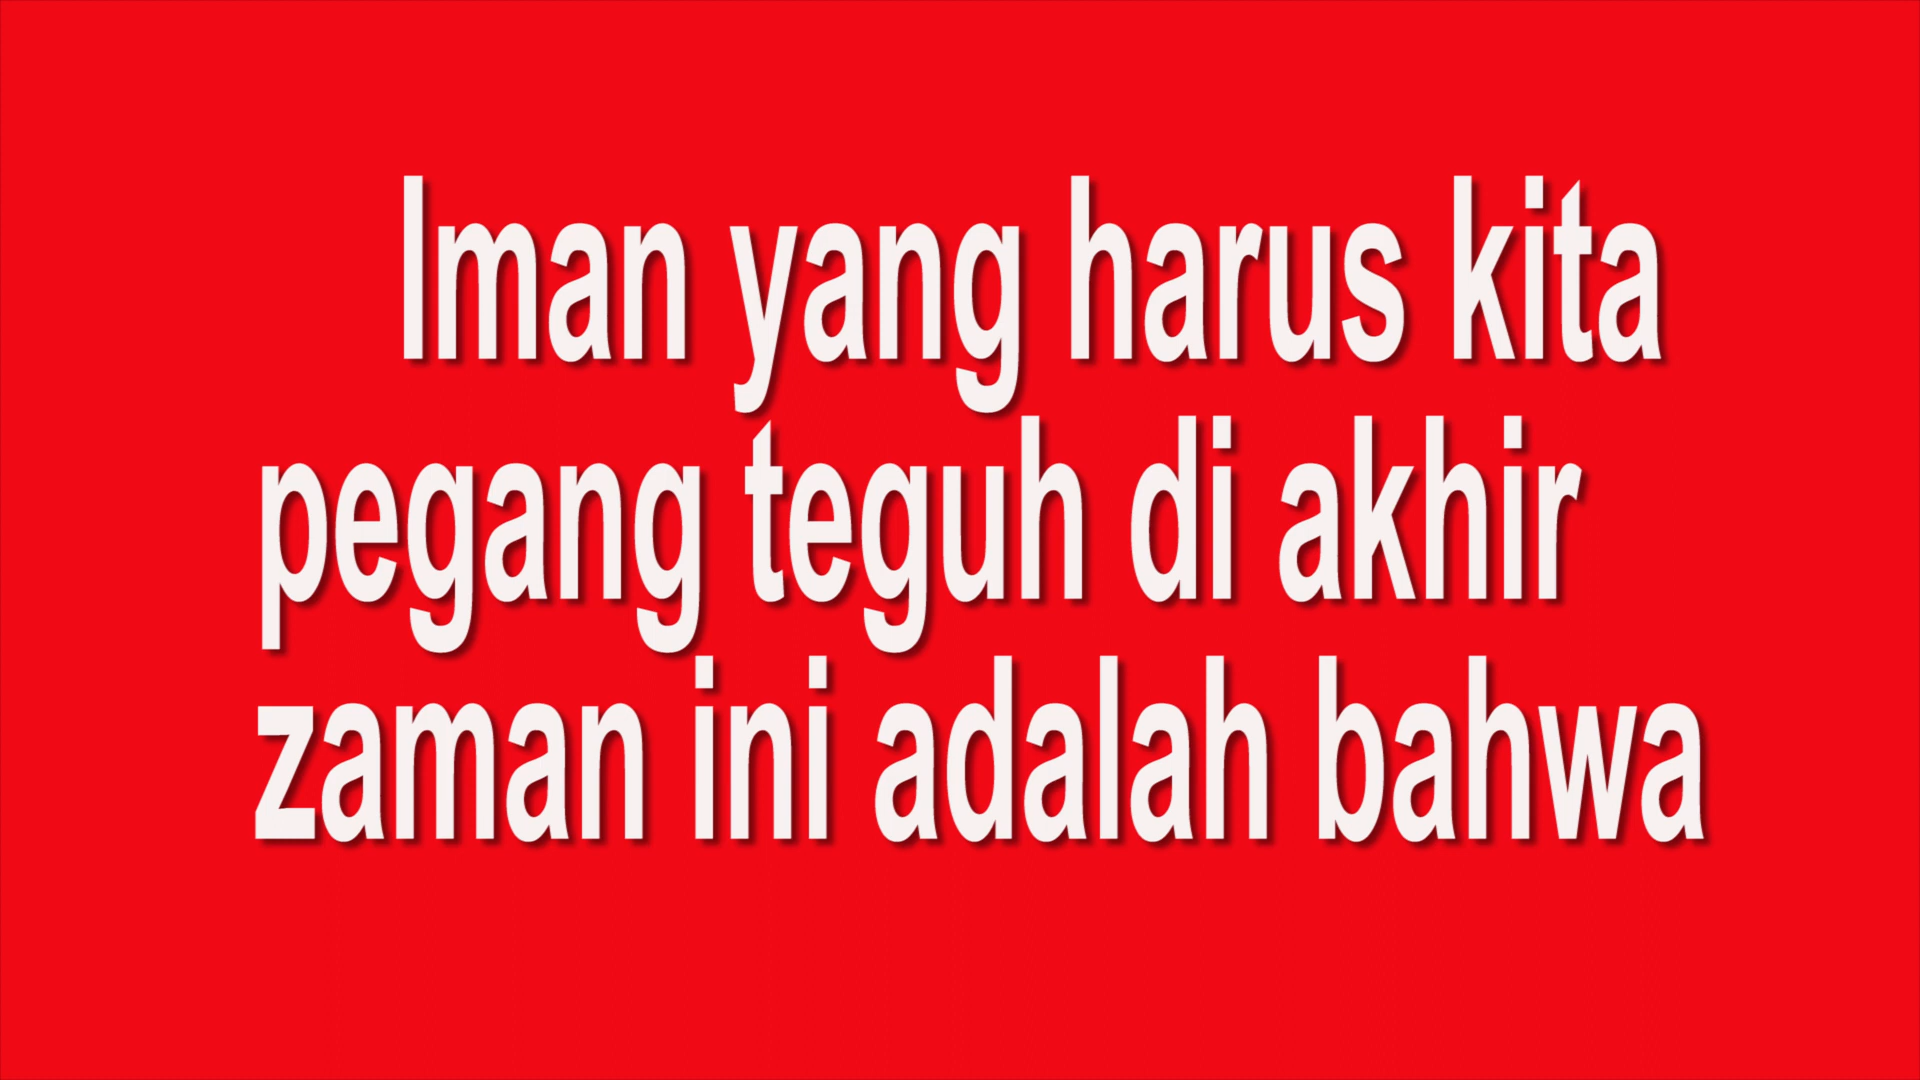 Iman yang harus kita
pegang teguh di akhir
zaman ini adalah bahwa